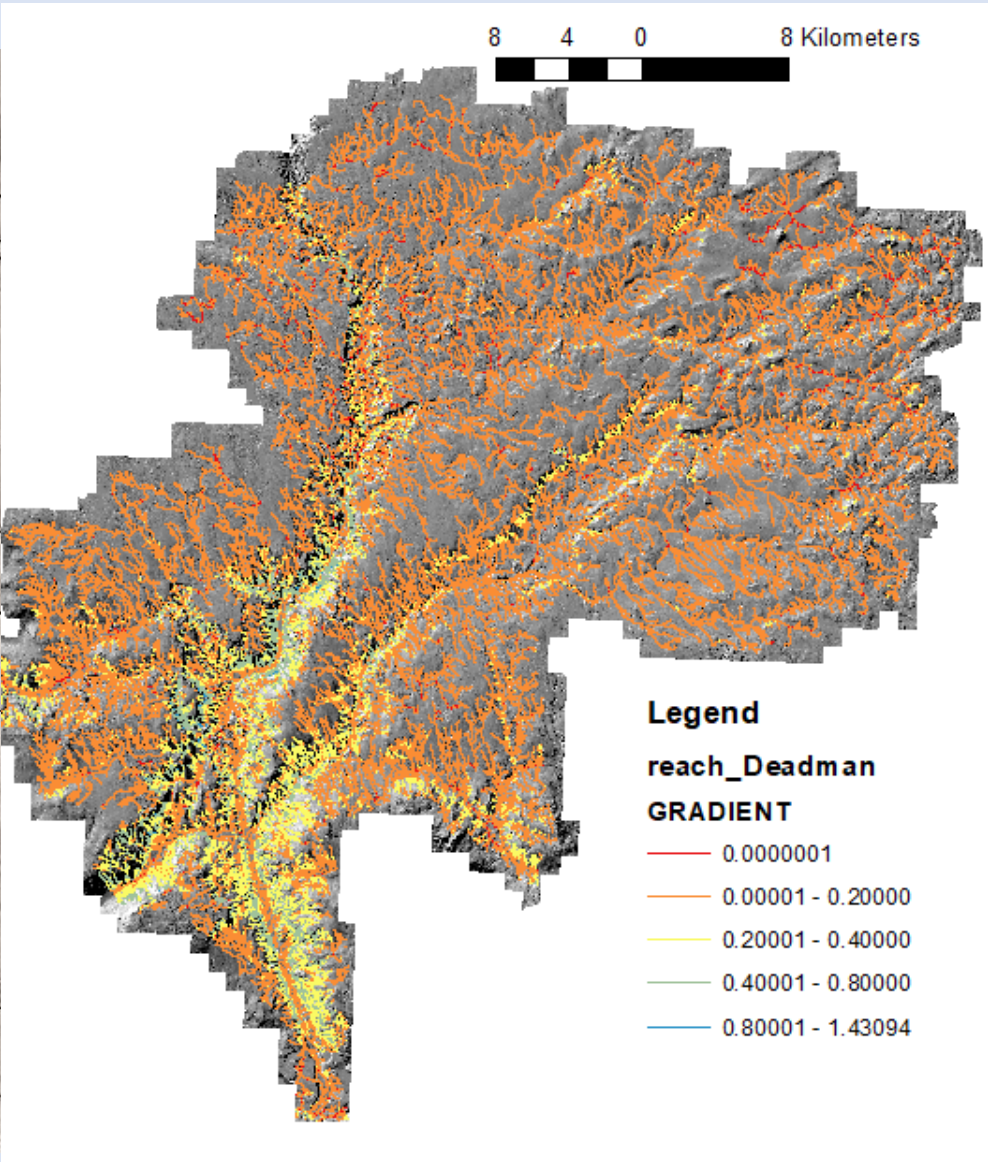 8 4 0 8 Kilometers
Legend
reach_Deadman
GRADIENT
0.0000001
0.00001 - 0.20000
0.20001 - 0.40000
0.40001 - 0.80000
0.80001 - 1.43094